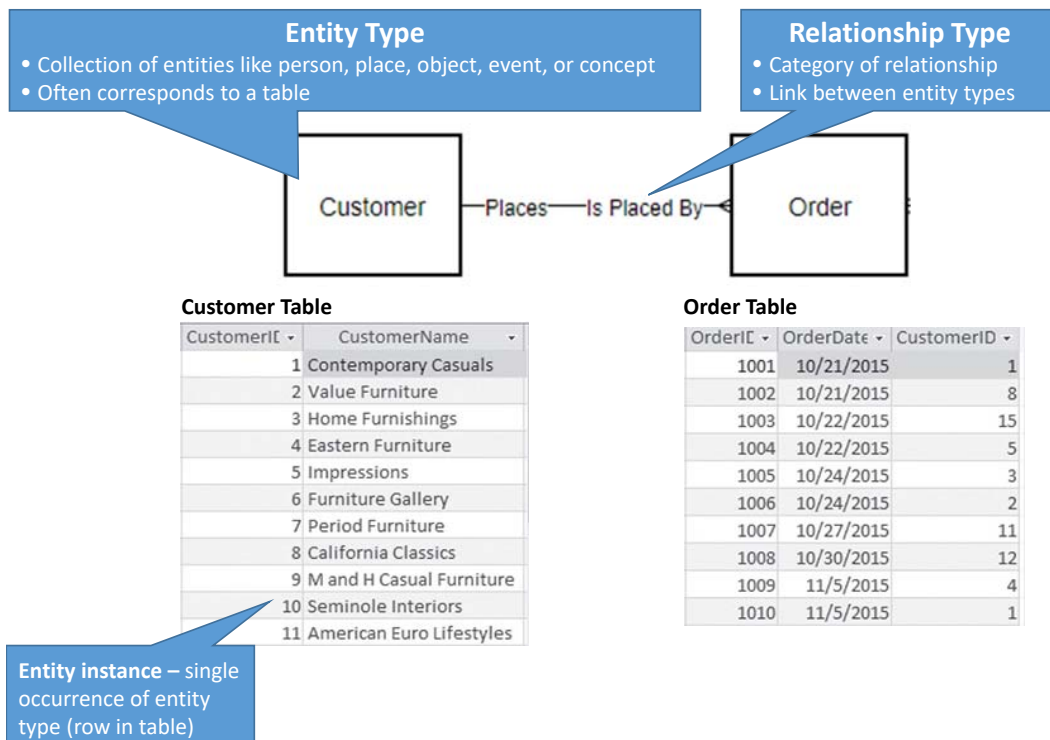 Entity Type
• Collection of entities like person, place, object, event, or concept
• Often corresponds to a table
Relationship Type
• Category of relationship
• Link between entity types
Customer
Places
Is Placed By
Order
Customer Table
CustomerIE CustomerName
1 Contemporary Casuals
2 Value Furniture
3 Home Furnishings
4 Eastern Furniture
5 Impressions
6 Furniture Gallery
7 Period Furniture
8 California Classics
9 M and H Casual Furniture
10 Seminole Interiors
11 American Euro Lifestyles
Order Table
OrderIE OrderDate CustomerID
1001 10/21/2015 1
1002 10/21/2015 8
1003 10/22/2015 15
1004 10/22/2015 5
1005 10/24/2015 3
1006 10/24/2015 2
1007 10/27/2015 11
1008 10/30/2015 12
1009 11/5/2015 4
1010 11/5/2015 1
Entity instance – single
occurrence of entity
type (row in table)